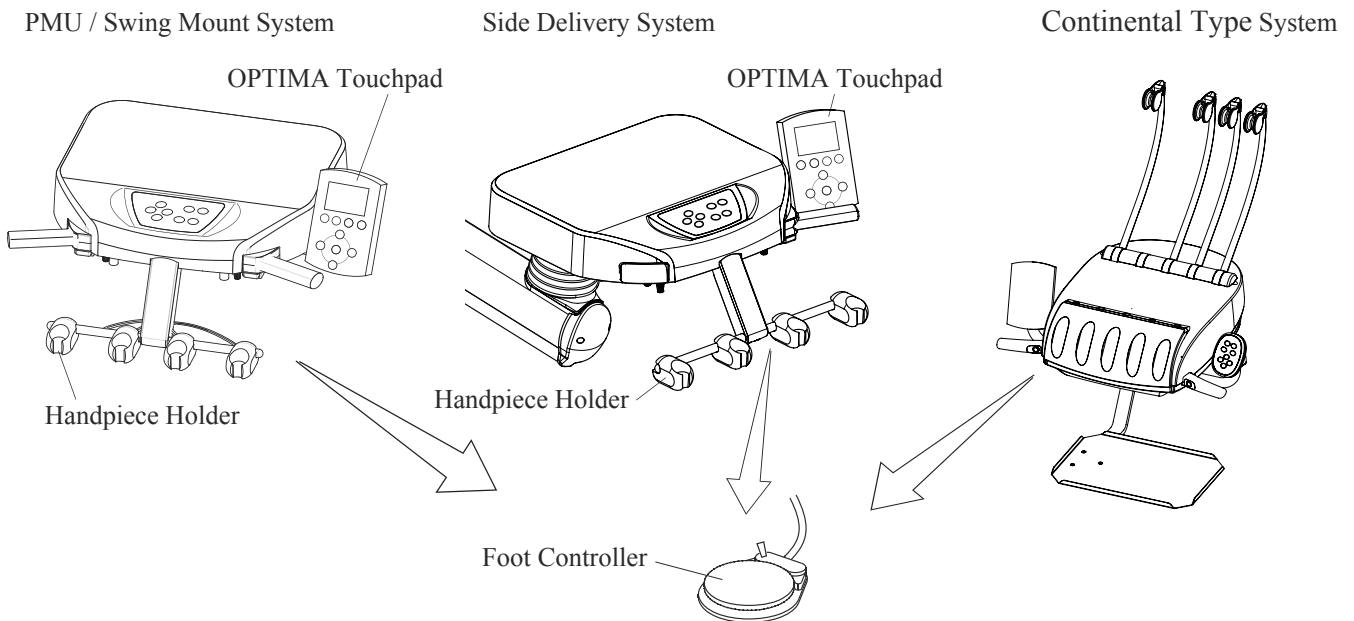 PMU / Swing Mount System
Side Delivery System
Continental Type System
OPTIMA Touchpad
OPTIMA Touchpad
Handpiece Holder
Handpiece Holder
Foot Controller